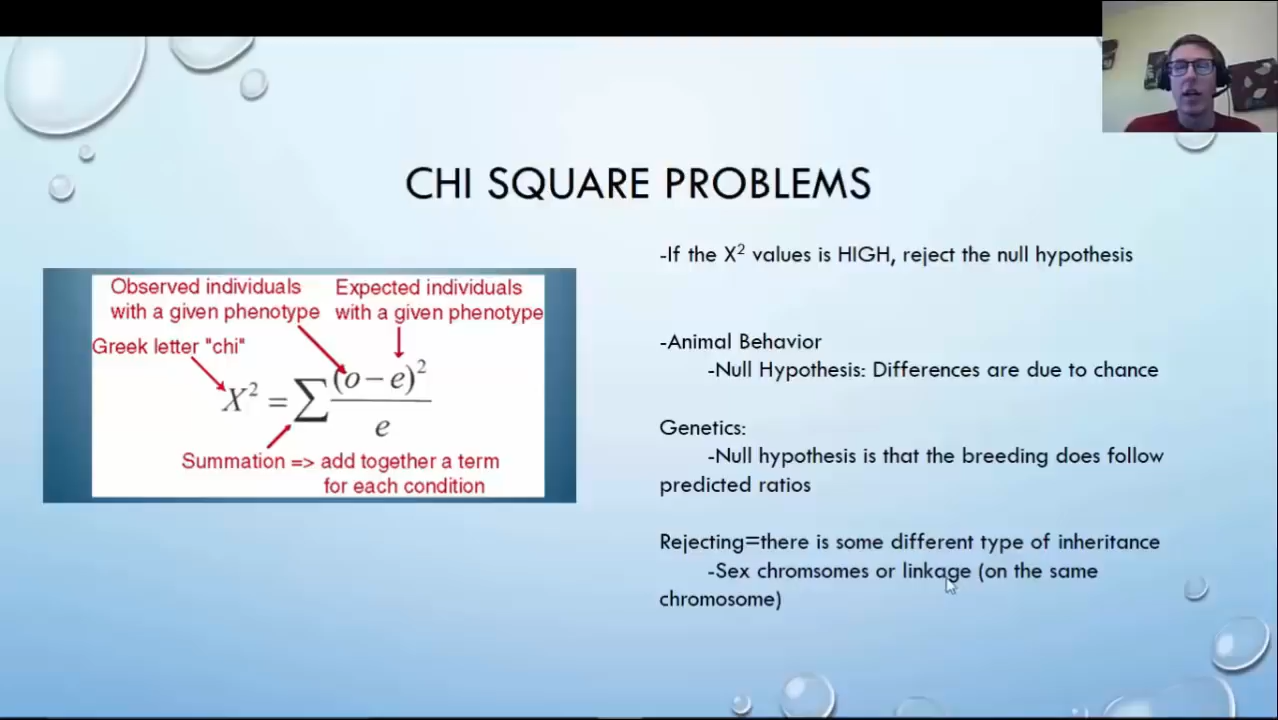 CHI SQUARE PROBLEMS
Observed individuals
with a given phenotype
Expected individuals
with a given phenotype
Greek letter "chi"
X² = ∑ (o – e)² / e
Summation => add together a term
for each condition
-If the X² values is HIGH, reject the null hypothesis
-Animal Behavior
-Null Hypothesis: Differences are due to chance
Genetics:
-Null hypothesis is that the breeding does follow
predicted ratios
Rejecting=there is some different type of inheritance
-Sex chromsomes or linkage (on the same
chromosome)